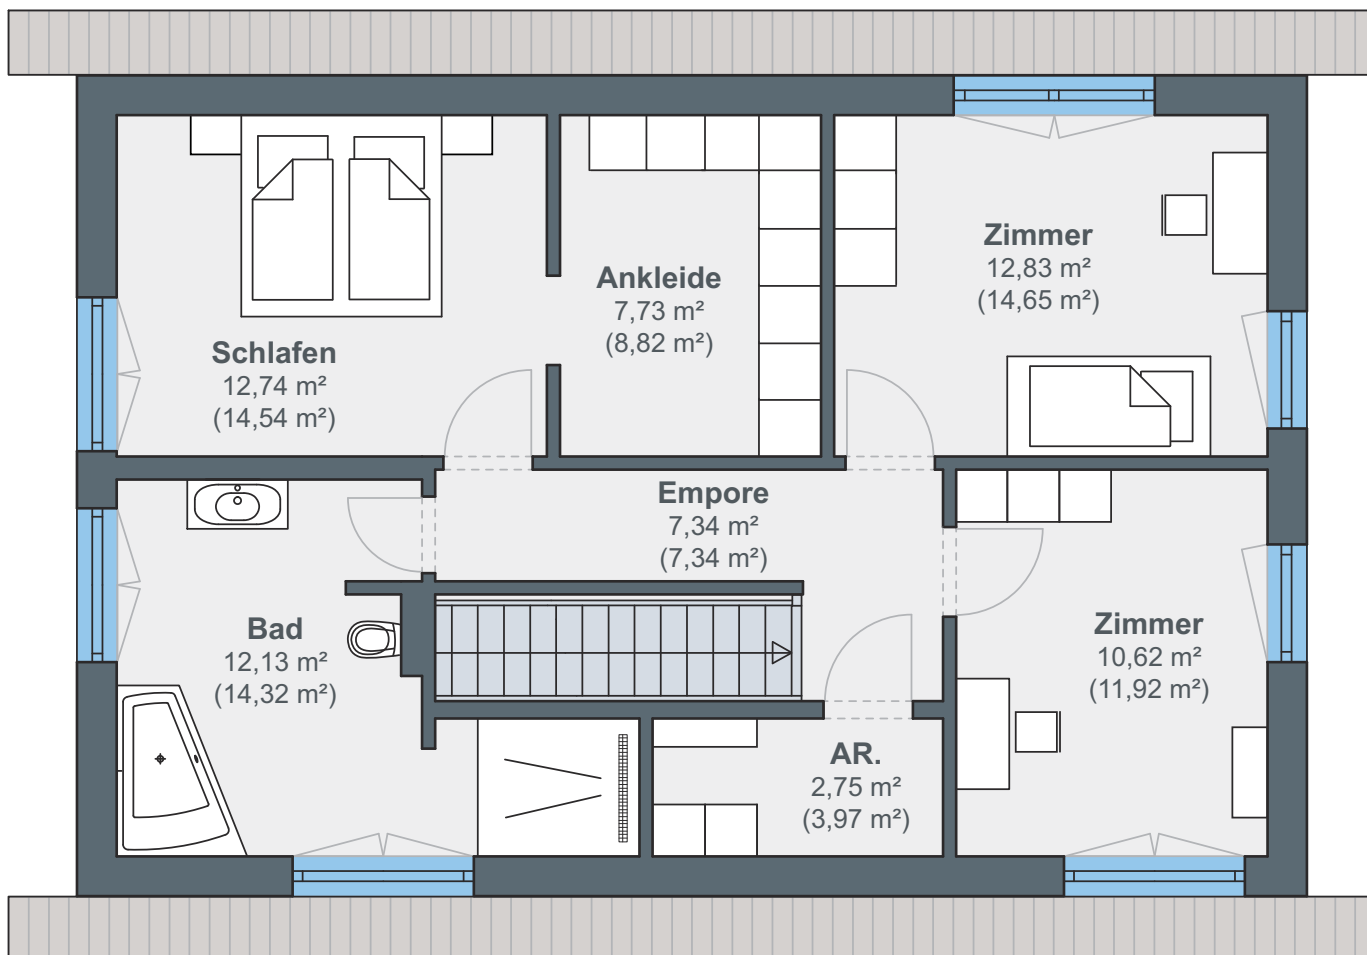 Zimmer
12,83 m²
(14,65 m²)
Ankleide
7,73 m²
(8,82 m²)
Schlafen
12,74 m²
(14,54 m²)
Empore
7,34 m²
(7,34 m²)
Bad
12,13 m²
(14,32 m²)
Zimmer
10,62 m²
(11,92 m²)
AR.
2,75 m²
(3,97 m²)